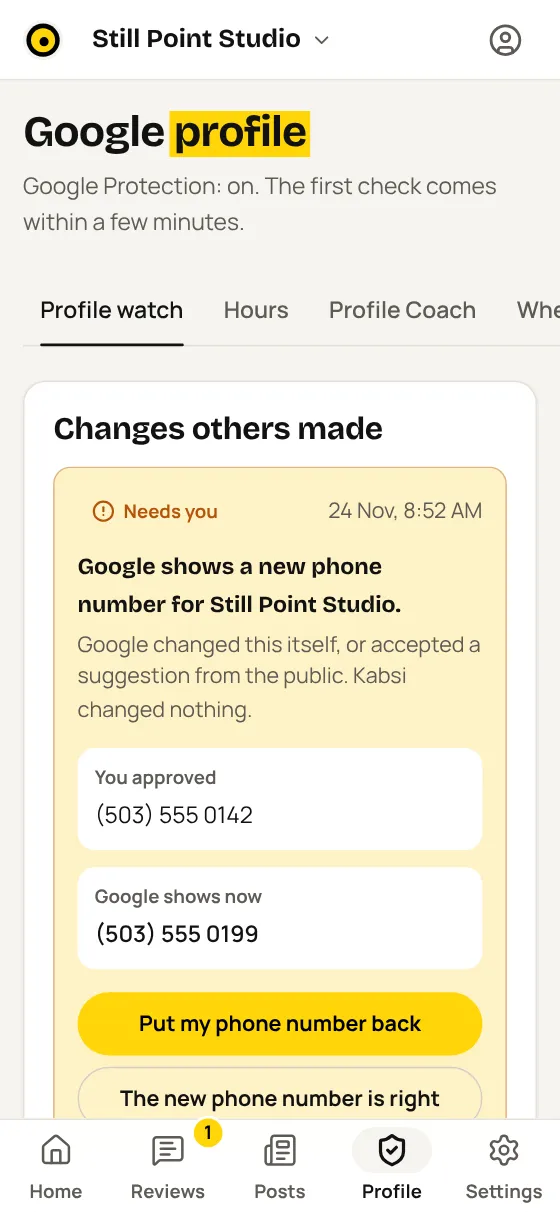 Still Point Studio
Google profile
Google Protection: on. The first check comes
within a few minutes.
Profile watch
Hours
Profile Coach
Whe
Changes others made
Needs you
24 Nov, 8:52 AM
Google shows a new phone
number for Still Point Studio.
Google changed this itself, or accepted a
suggestion from the public. Kabsi
changed nothing.
You approved
(503) 555 0142
Google shows now
(503) 555 0199
Put my phone number back
The new phone number is right
1
Home
Reviews
Posts
Profile
Settings